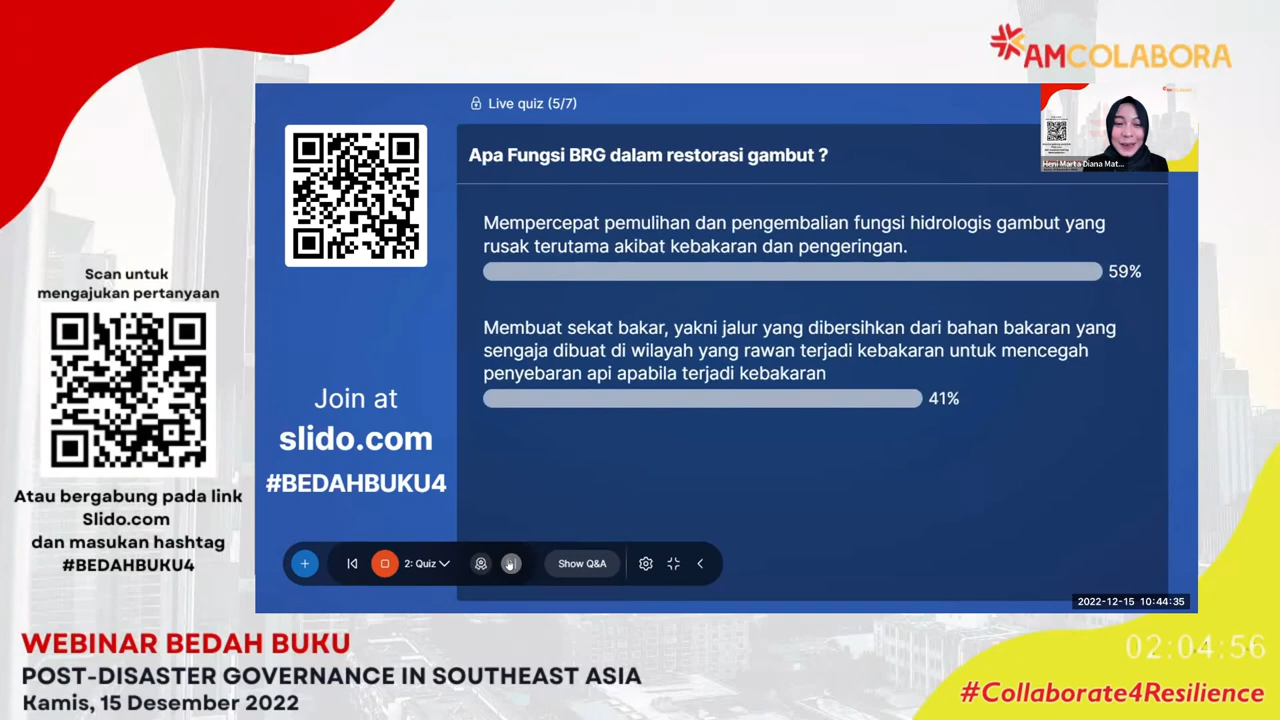 AMCOLABORA
Live quiz (5/7)
Apa Fungsi BRG dalam restorasi gambut ?
Heni Marta Diana Mat...
Mempercepat pemulihan dan pengembalian fungsi hidrologis gambut yang
rusak terutama akibat kebakaran dan pengeringan.
59%
Membuat sekat bakar, yakni jalur yang dibersihkan dari bahan bakaran yang
sengaja dibuat di wilayah yang rawan terjadi kebakaran untuk mencegah
penyebaran api apabila terjadi kebakaran
41%
Join at
slido.com
#BEDAHBUKU4
Scan untuk
mengajukan pertanyaan
Atau bergabung pada link
Slido.com
dan masukan hashtag
#BEDAHBUKU4
2: Quiz
Show Q&A
2022-12-15 10:44:35
WEBINAR BEDAH BUKU
POST-DISASTER GOVERNANCE IN SOUTHEAST ASIA
Kamis, 15 Desember 2022
02:04:56
#Collaborate4Resilience